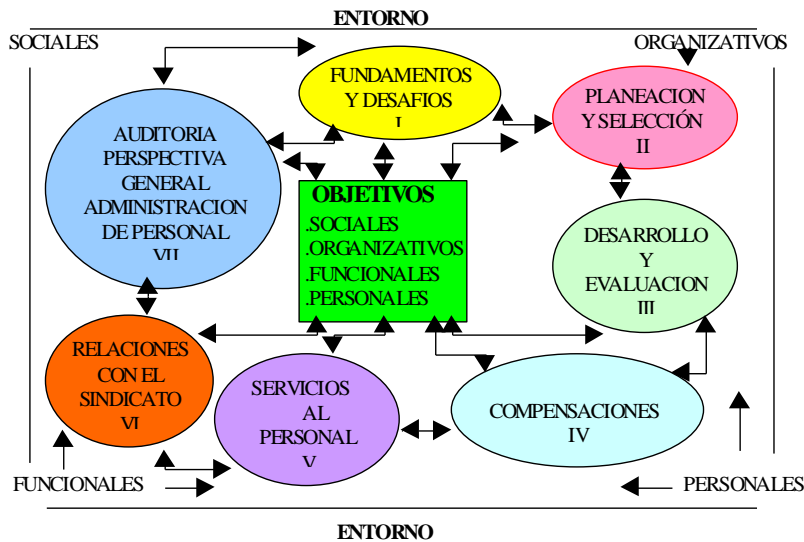 ENTORNO
SOCIALES
ORGANIZATIVOS
FUNDAMENTOS
Y DESAFIOS
I
PLANEACION
Y SELECCIÓN
II
AUDITORIA
PERSPECTIVA
GENERAL
ADMINISTRACION
DE PERSONAL
VII
OBJETIVOS
.SOCIALES
.ORGANIZATIVOS
.FUNCIONALES
.PERSONALES
DESARROLLO
Y
EVALUACION
III
RELACIONES
CON EL
SINDICATO
VI
SERVICIOS
AL
PERSONAL
V
COMPENSACIONES
IV
FUNCIONALES
PERSONALES
ENTORNO